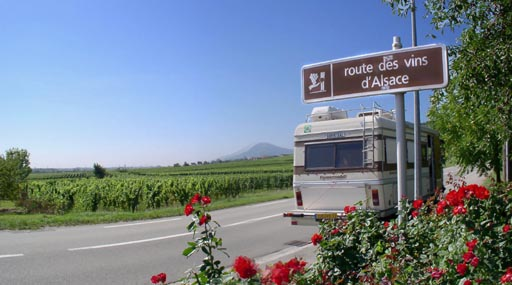 route des vins
d'Alsace